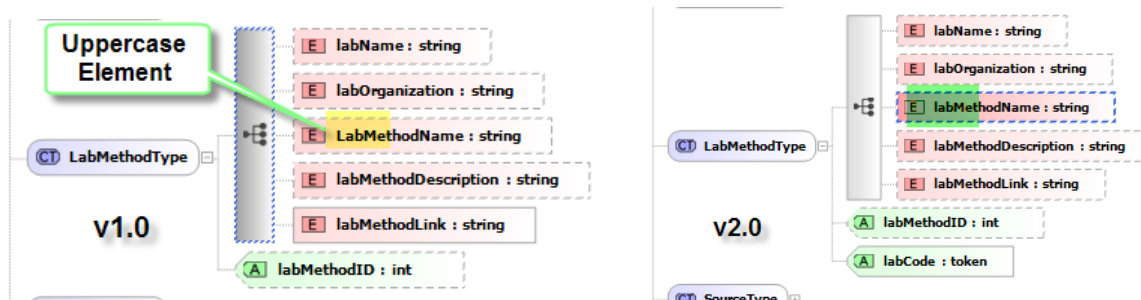 Uppercase
Element
E labName : string
E labOrganization : string
E LabMethodName : string
CT LabMethodType
E labMethodDescription : string
E labMethodLink : string
v1.0
A labMethodID : int
E labName : string
E labOrganization : string
E labMethodName : string
CT LabMethodType
E labMethodDescription : string
E labMethodLink : string
v2.0
A labMethodID : int
A labCode : token
CT SourceType